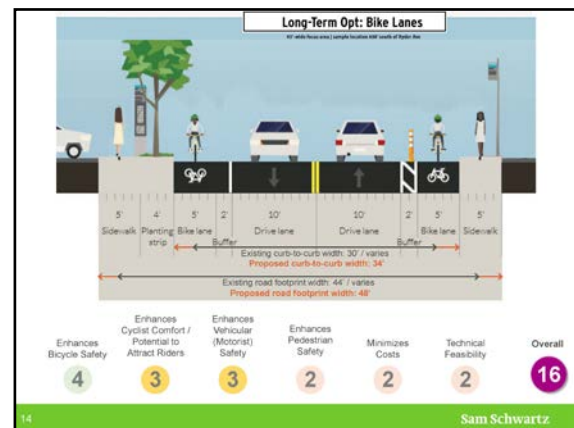 Long-Term Opt: Bike Lanes
5' 4' 5' 2' 10' 10' 2' 5' 5'
Sidewalk Planting strip Bike lane Buffer Drive lane Drive lane Buffer Bike lane Sidewalk
Existing curb-to-curb width: 30' / varies
Proposed curb-to-curb width: 34'
Existing road footprint width: 44' / varies
Proposed road footprint width: 48'
Enhances Bicycle Safety
4
Enhances Cyclist Comfort / Potential to Attract Riders
3
Enhances Vehicular (Motorist) Safety
3
Enhances Pedestrian Safety
2
Minimizes Costs
2
Technical Feasibility
2
Overall
16
14
Sam Schwartz